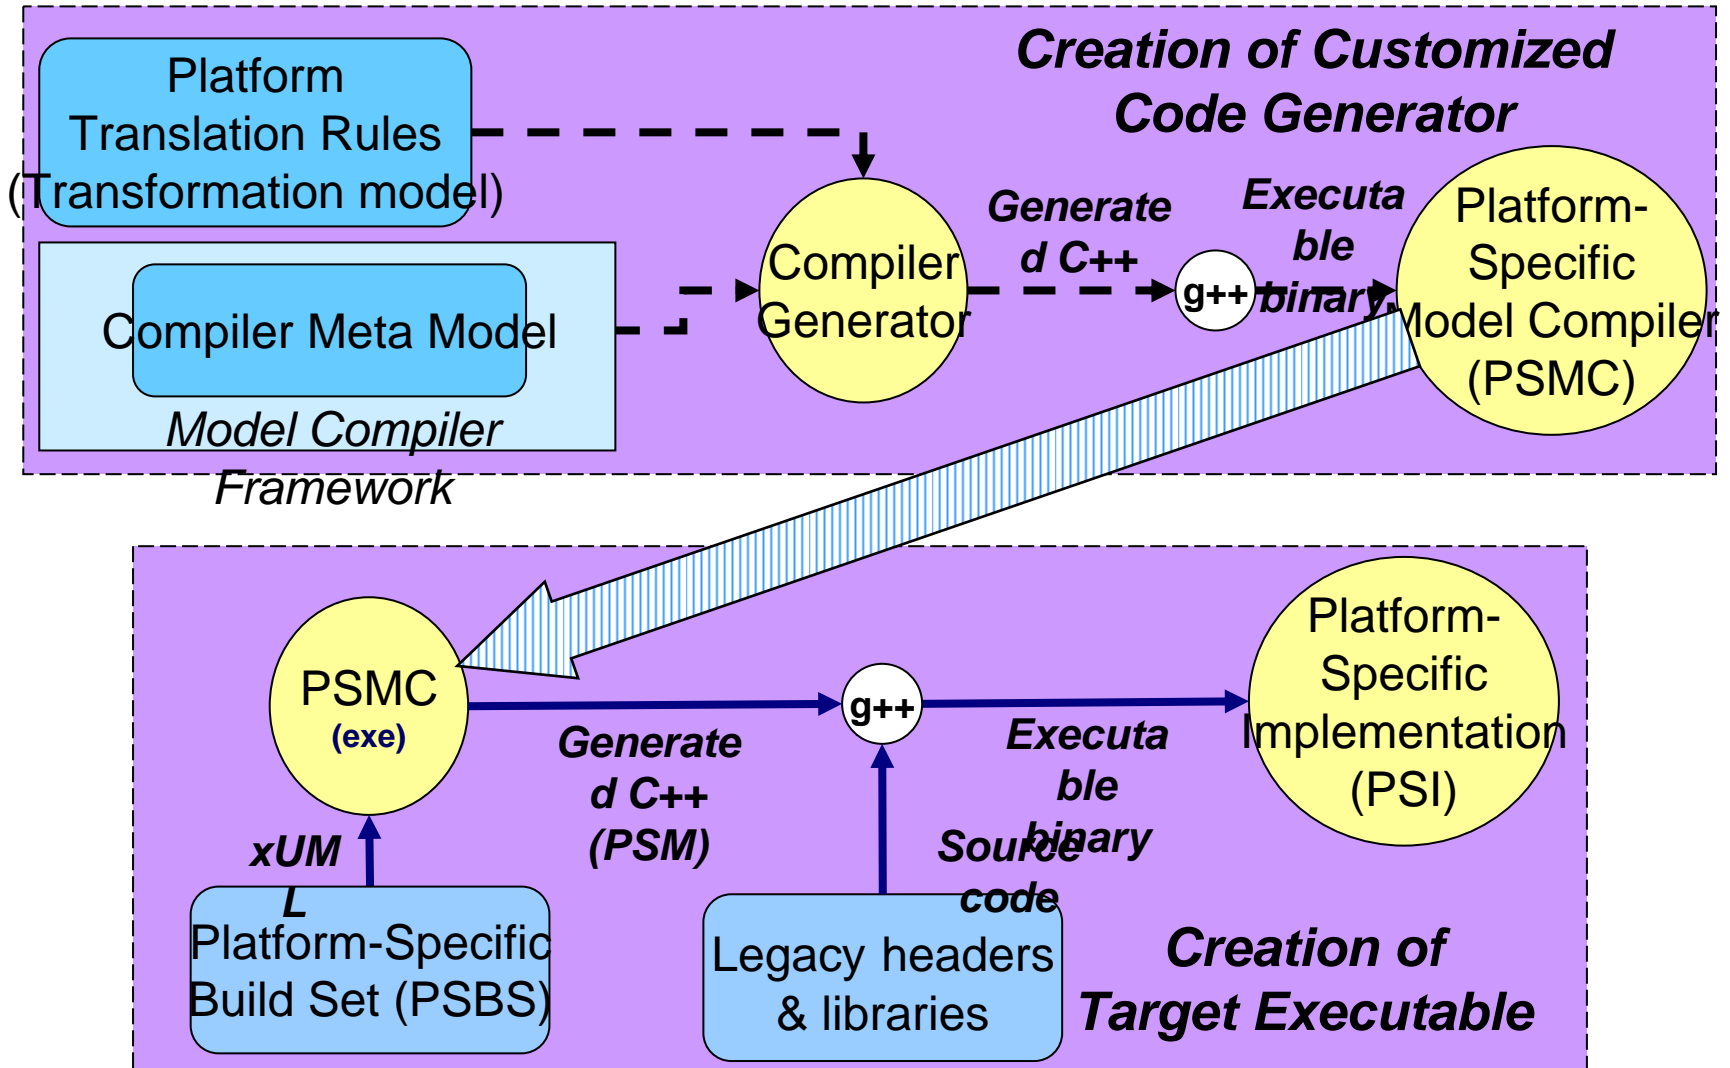 Creation of Customized
Code Generator
Platform
Translation Rules
(Transformation model)
Compiler Meta Model
Model Compiler
Framework
Compiler
Generator
Generate
d C++
g++
Executa
ble
binary
Platform-
Specific
Model Compiler
(PSMC)
PSMC
(exe)
xUM
L
Platform-Specific
Build Set (PSBS)
Generate
d C++
(PSM)
g++
Source
code
Legacy headers
& libraries
Executa
ble
binary
Platform-
Specific
Implementation
(PSI)
Creation of
Target Executable